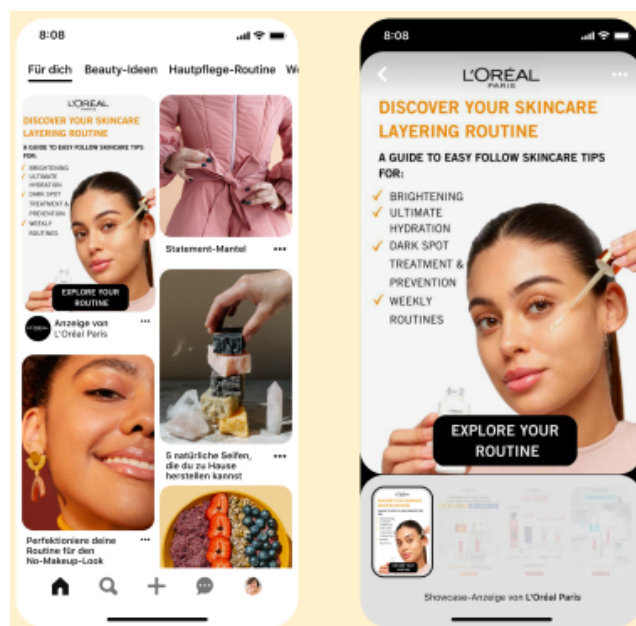 8:08
Für dich Beauty-Ideen Hautpflege-Routine
L'ORÉAL
PARIS
DISCOVER YOUR SKINCARE
LAYERING ROUTINE
A GUIDE TO EASY FOLLOW SKINCARE TIPS
FOR:
BRIGHTENING
ULTIMATE
HYDRATION
DARK SPOT
TREATMENT &
PREVENTION
WEEKLY
ROUTINES
EXPLORE YOUR
ROUTINE
Anzeige von
L'Oréal Paris
Perfektioniere deine
Routine für den
No-Makeup-Look
Statement-Mantel
5 natürliche Seifen,
die du zu Hause
herstellen kannst
8:08
L'ORÉAL
PARIS
DISCOVER YOUR SKINCARE
LAYERING ROUTINE
A GUIDE TO EASY FOLLOW SKINCARE TIPS
FOR:
BRIGHTENING
ULTIMATE
HYDRATION
DARK SPOT
TREATMENT &
PREVENTION
WEEKLY
ROUTINES
EXPLORE YOUR
ROUTINE
Showcase-Anzeige von L'Oréal Paris